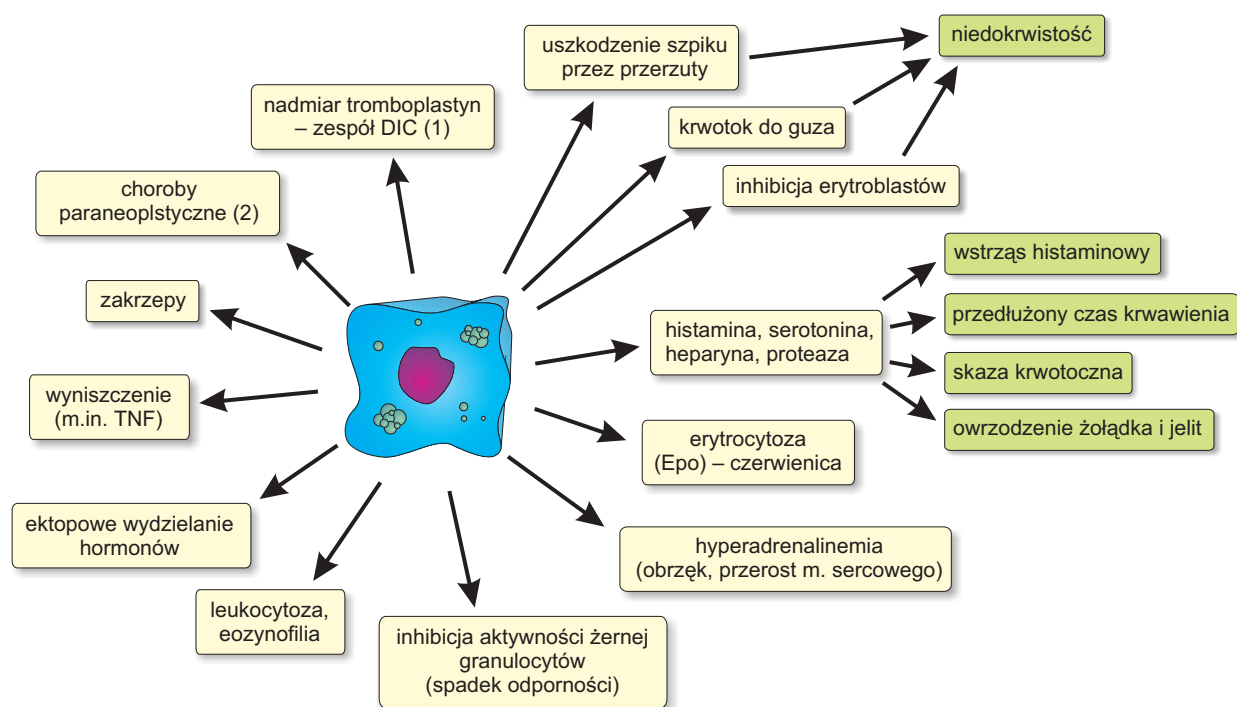 uszkodzenie szpiku
przez przerzuty
niedokrwistość
nadmiar tromboplastyn
– zespół DIC (1)
krwotok do guza
inhibicja erytroblastów
choroby
paraneoplstyczne (2)
zakrzepy
wyniszczenie
(m.in. TNF)
ektopowe wydzielanie
hormonów
leukocytoza,
eozynofilia
inhibicja aktywności żernej
granulocytów
(spadek odporności)
hyperadrenalinemia
(obrzęk, przerost m. sercowego)
erytrocytoza
(Epo) – czerwienica
histamina, serotonina,
heparyna, proteaza
wstrząs histaminowy
przedłużony czas krwawienia
skaza krwotoczna
owrzodzenie żołądka i jelit